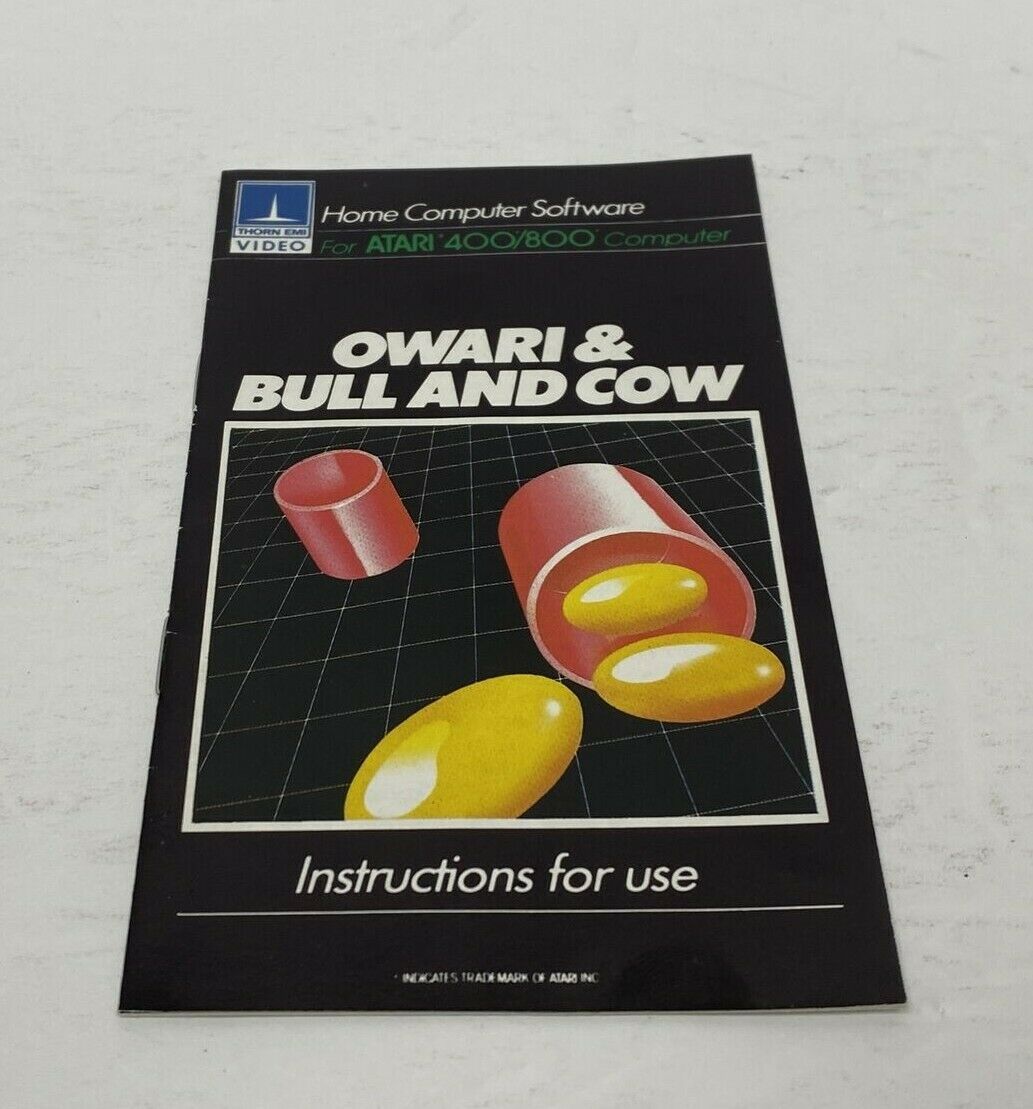 THORN EMI
VIDEO
Home Computer Software
For ATARI* 400/800* Computer
OWARI &
BULL AND COW
Instructions for use
* INDICATES TRADEMARK OF ATARI INC